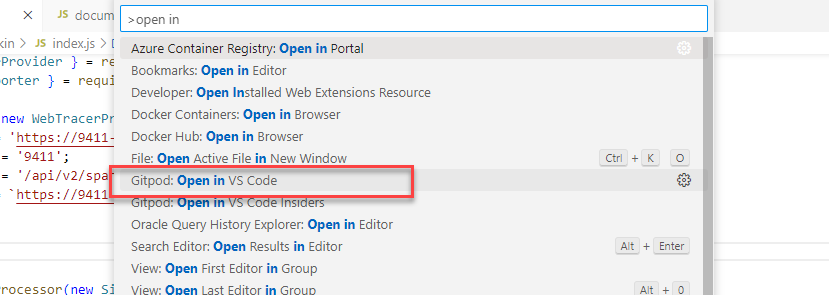 docum
>open in
kin > index.js >
Azure Container Registry: Open in Portal
rProvider } = re
Bookmarks: Open in Editor
orter } = requi
Developer: Open Installed Web Extensions Resource
Docker Containers: Open in Browser
new WebTracerPr
Docker Hub: Open in Browser
'https://9411-
File: Open Active File in New Window Ctrl + K O
= '9411';
Gitpod: Open in VS Code
= '/api/v2/spa
Gitpod: Open in VS Code Insiders
`https://9411
Oracle Query History Explorer: Open in Editor
Search Editor: Open Results in Editor Alt + Enter
View: Open First Editor in Group
rocessor(new Si
View: Open Last Editor in Group Alt + 0